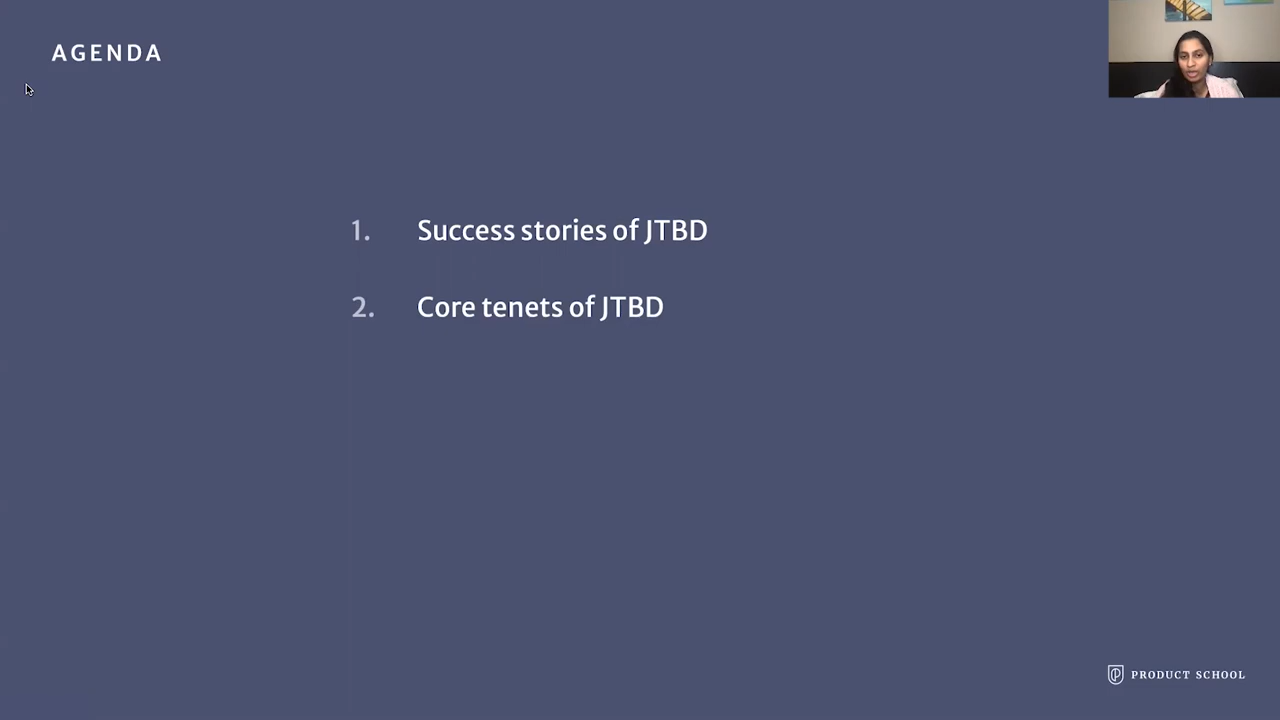 AGENDA
1. Success stories of JTBD
2. Core tenets of JTBD
PRODUCT SCHOOL